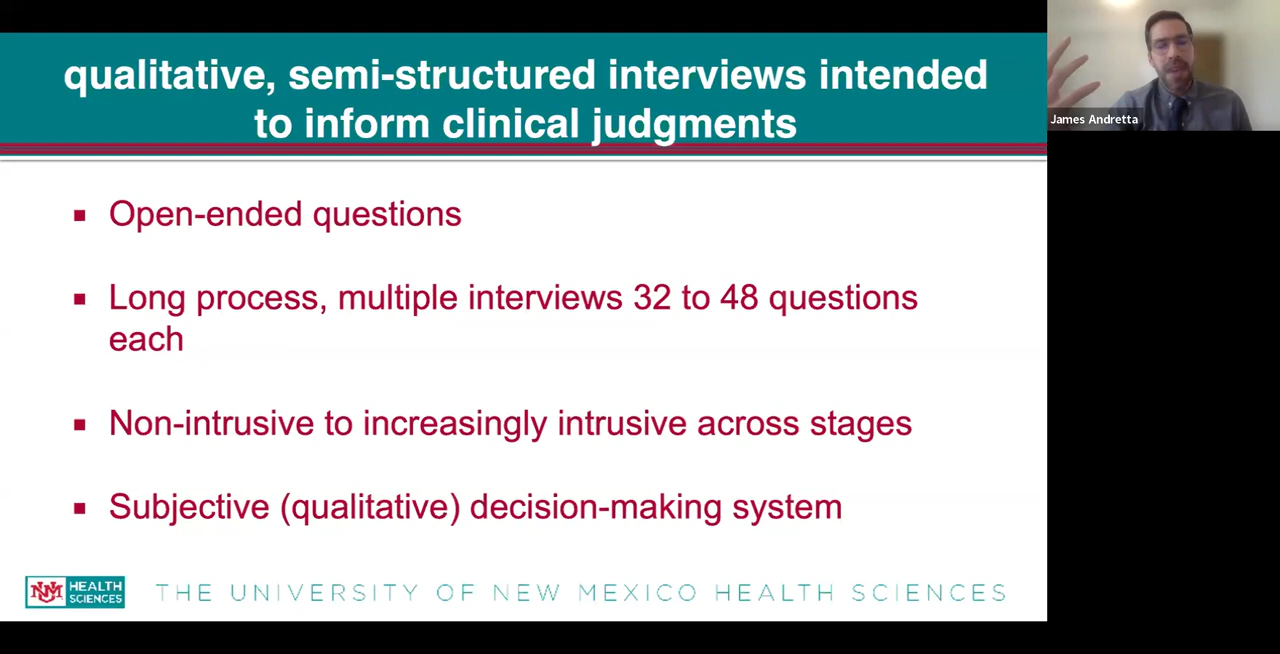 qualitative, semi-structured interviews intended
to inform clinical judgments
James Andretta
▪ Open-ended questions
▪ Long process, multiple interviews 32 to 48 questions
each
▪ Non-intrusive to increasingly intrusive across stages
▪ Subjective (qualitative) decision-making system
UNM HEALTH
SCIENCES
THE UNIVERSITY OF NEW MEXICO HEALTH SCIENCES